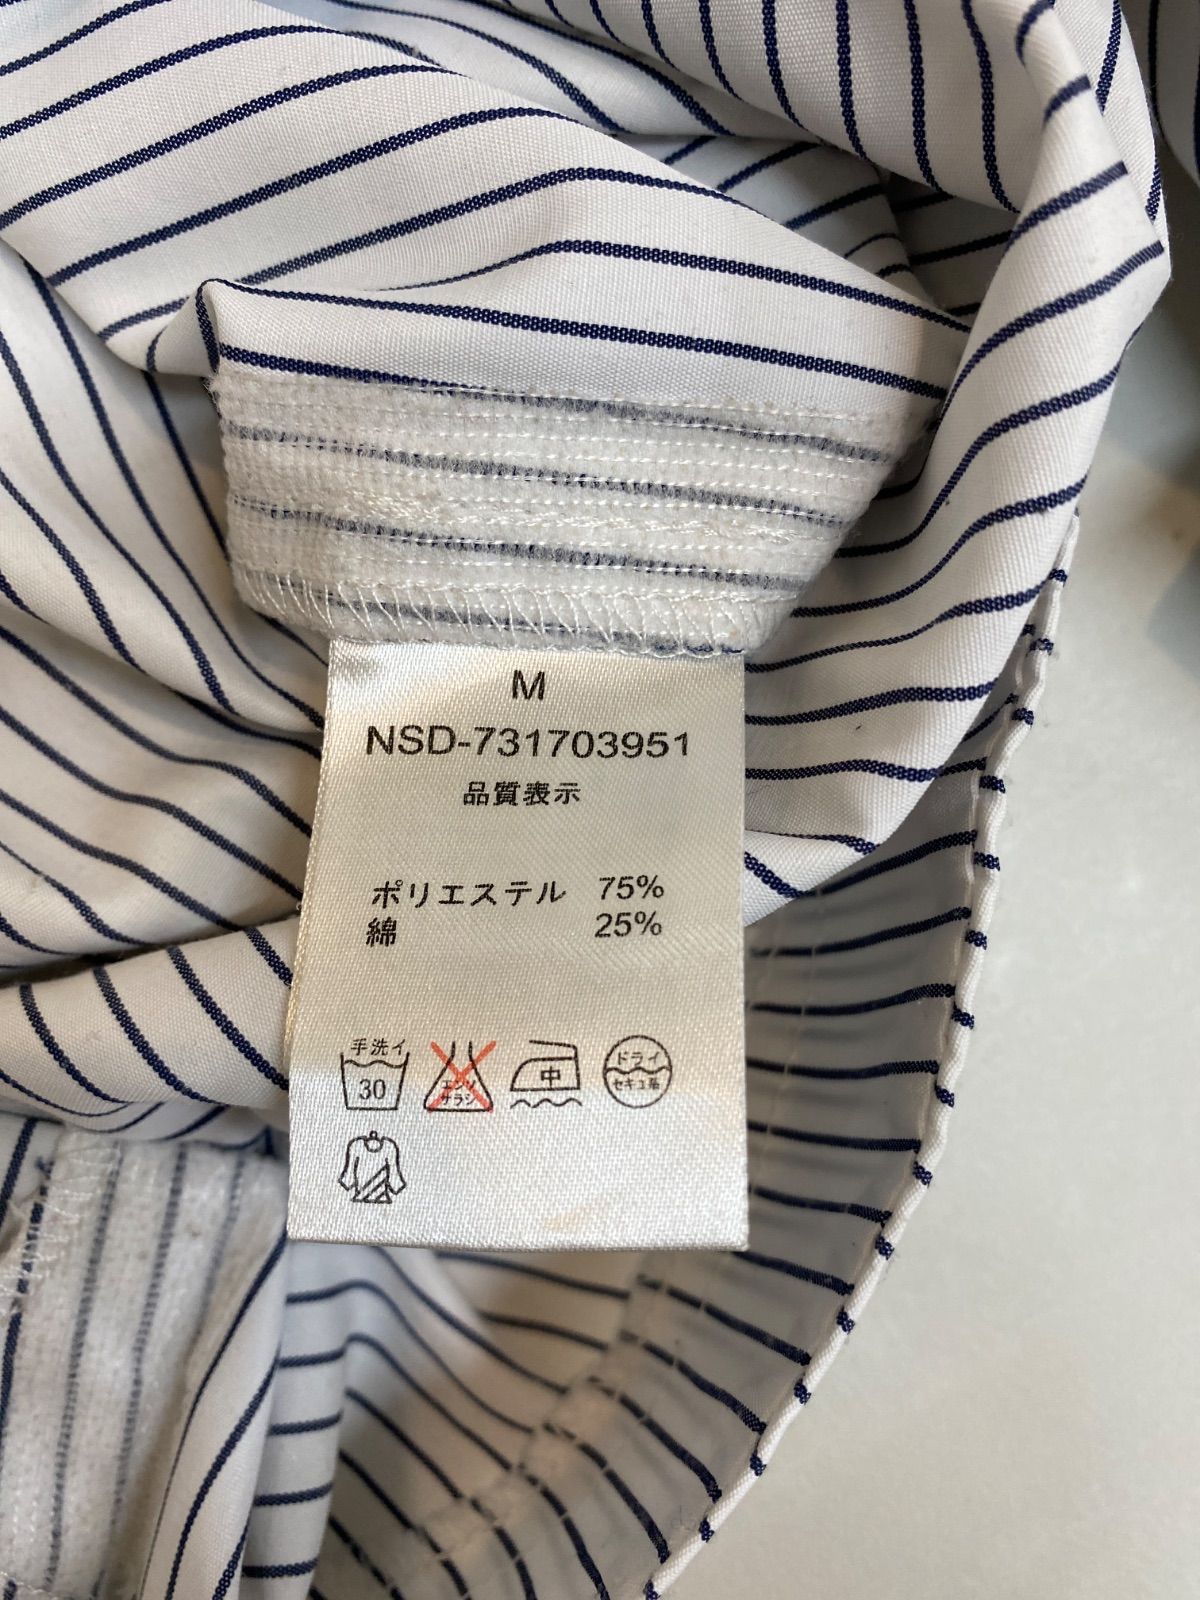 M
NSD-731703951
品質表示
ポリエステル 75%
綿 25%
手洗イ
30
エンソ
サラシ
中
ドライ
セキユ系